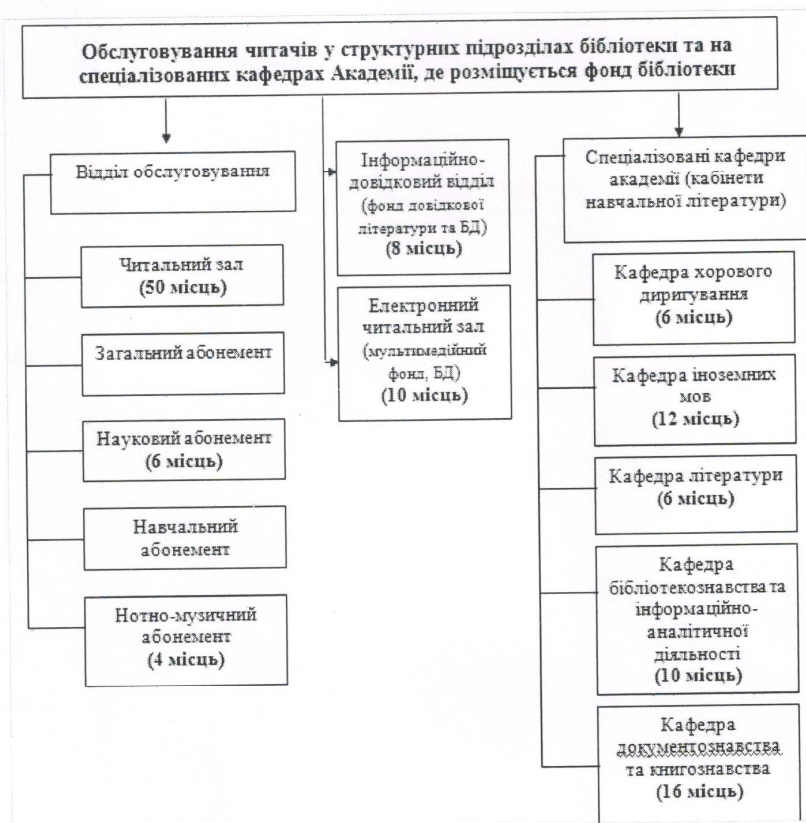 Обслуговування читачів у структурних підрозділах бібліотеки та на
спеціалізованих кафедрах Академії, де розміщується фонд бібліотеки
Відділ обслуговування
Читальний зал
(50 місць)
Загальний абонемент
Науковий абонемент
(6 місць)
Навчальний
абонемент
Нотно-музичний
абонемент
(4 місць)
Інформаційно-
довідковий відділ
(фонд довідкової
літератури та БД)
(8 місць)
Електронний
читальний зал
(мультимедійний
фонд, БД)
(10 місць)
Спеціалізовані кафедри
академії (кабінети
навчальної літератури)
Кафедра хорового
диригування
(6 місць)
Кафедра іноземних
мов
(12 місць)
Кафедра літератури
(6 місць)
Кафедра
бібліотекознавства та
інформаційно-
аналітичної
діяльності
(10 місць)
Кафедра
документознавства
та книгознавства
(16 місць)